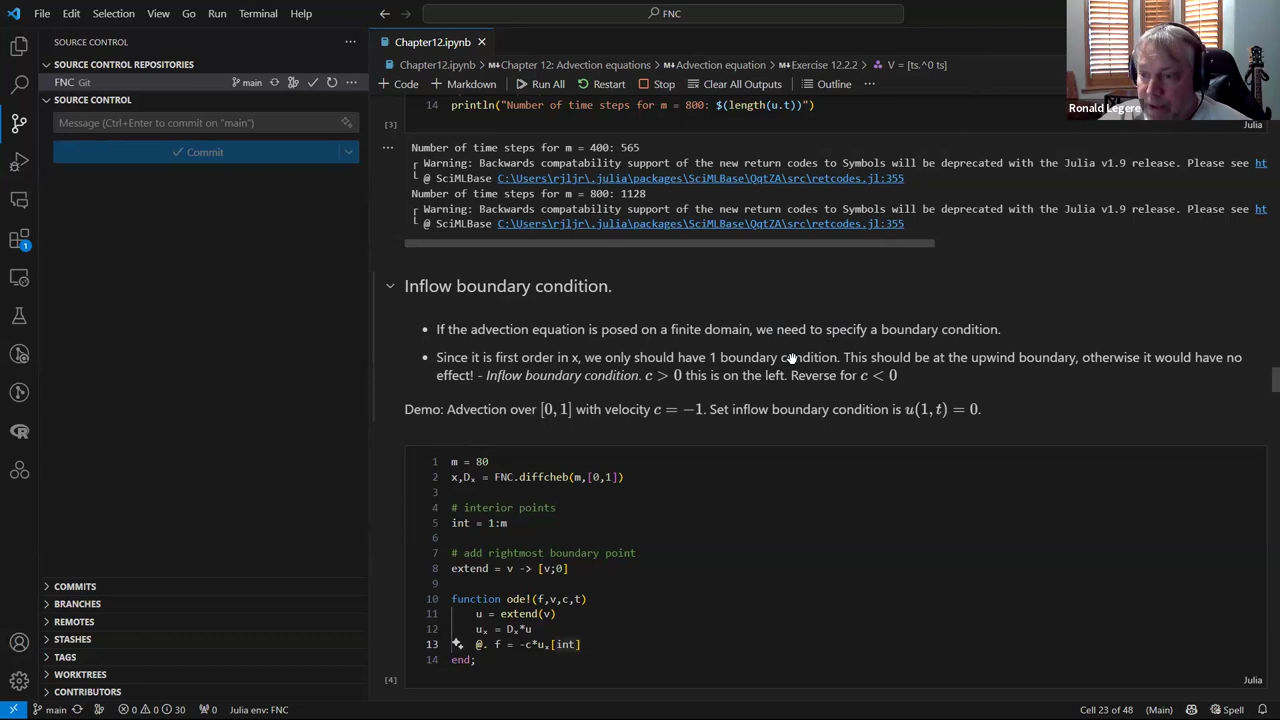 File Edit Selection View Go Run Terminal Help
FNC
SOURCE CONTROL
Chapter12.ipynb
SOURCE CONTROL REPOSITORIES
chapter12.ipynb > Chapter 12: Advection equations > Advection equation > Exercise 12.2.2 > V = [ts.^0 ts]
FNC Git main
+ Code + Markdown Run All Restart Stop Clear All Outputs Outline
SOURCE CONTROL
Message (Ctrl+Enter to commit on "main")
Commit
Ronald Legere
14 println("Number of time steps for m = 800: $(length(u.t))")
[3]
Julia
Number of time steps for m = 400: 565
┌ Warning: Backwards compatability support of the new return codes to Symbols will be deprecated with the Julia v1.9 release. Please see ht
└ @ SciMLBase C:\Users\rjljr\.julia\packages\SciMLBase\QqtZA\src\retcodes.jl:355
Number of time steps for m = 800: 1128
┌ Warning: Backwards compatability support of the new return codes to Symbols will be deprecated with the Julia v1.9 release. Please see ht
└ @ SciMLBase C:\Users\rjljr\.julia\packages\SciMLBase\QqtZA\src\retcodes.jl:355
Inflow boundary condition.
• If the advection equation is posed on a finite domain, we need to specify a boundary condition.
• Since it is first order in x, we only should have 1 boundary condition. This should be at the upwind boundary, otherwise it would have no
effect! - Inflow boundary condition. c > 0 this is on the left. Reverse for c < 0
Demo: Advection over [0, 1] with velocity c = −1. Set inflow boundary condition is u(1, t) = 0.
1 m = 80
2 x,Dₓ = FNC.diffcheb(m,[0,1])
3
4 # interior points
5 int = 1:m
6
7 # add rightmost boundary point
8 extend = v -> [v;0]
9
10 function ode!(f,v,c,t)
11 u = extend(v)
12 uₓ = Dₓ*u
13 @. f = -c*uₓ[int]
14 end;
[4]
Julia
COMMITS
BRANCHES
REMOTES
STASHES
TAGS
WORKTREES
CONTRIBUTORS
1
main 0 0 30 0 Julia env: FNC
Cell 23 of 48 (Main) Spell